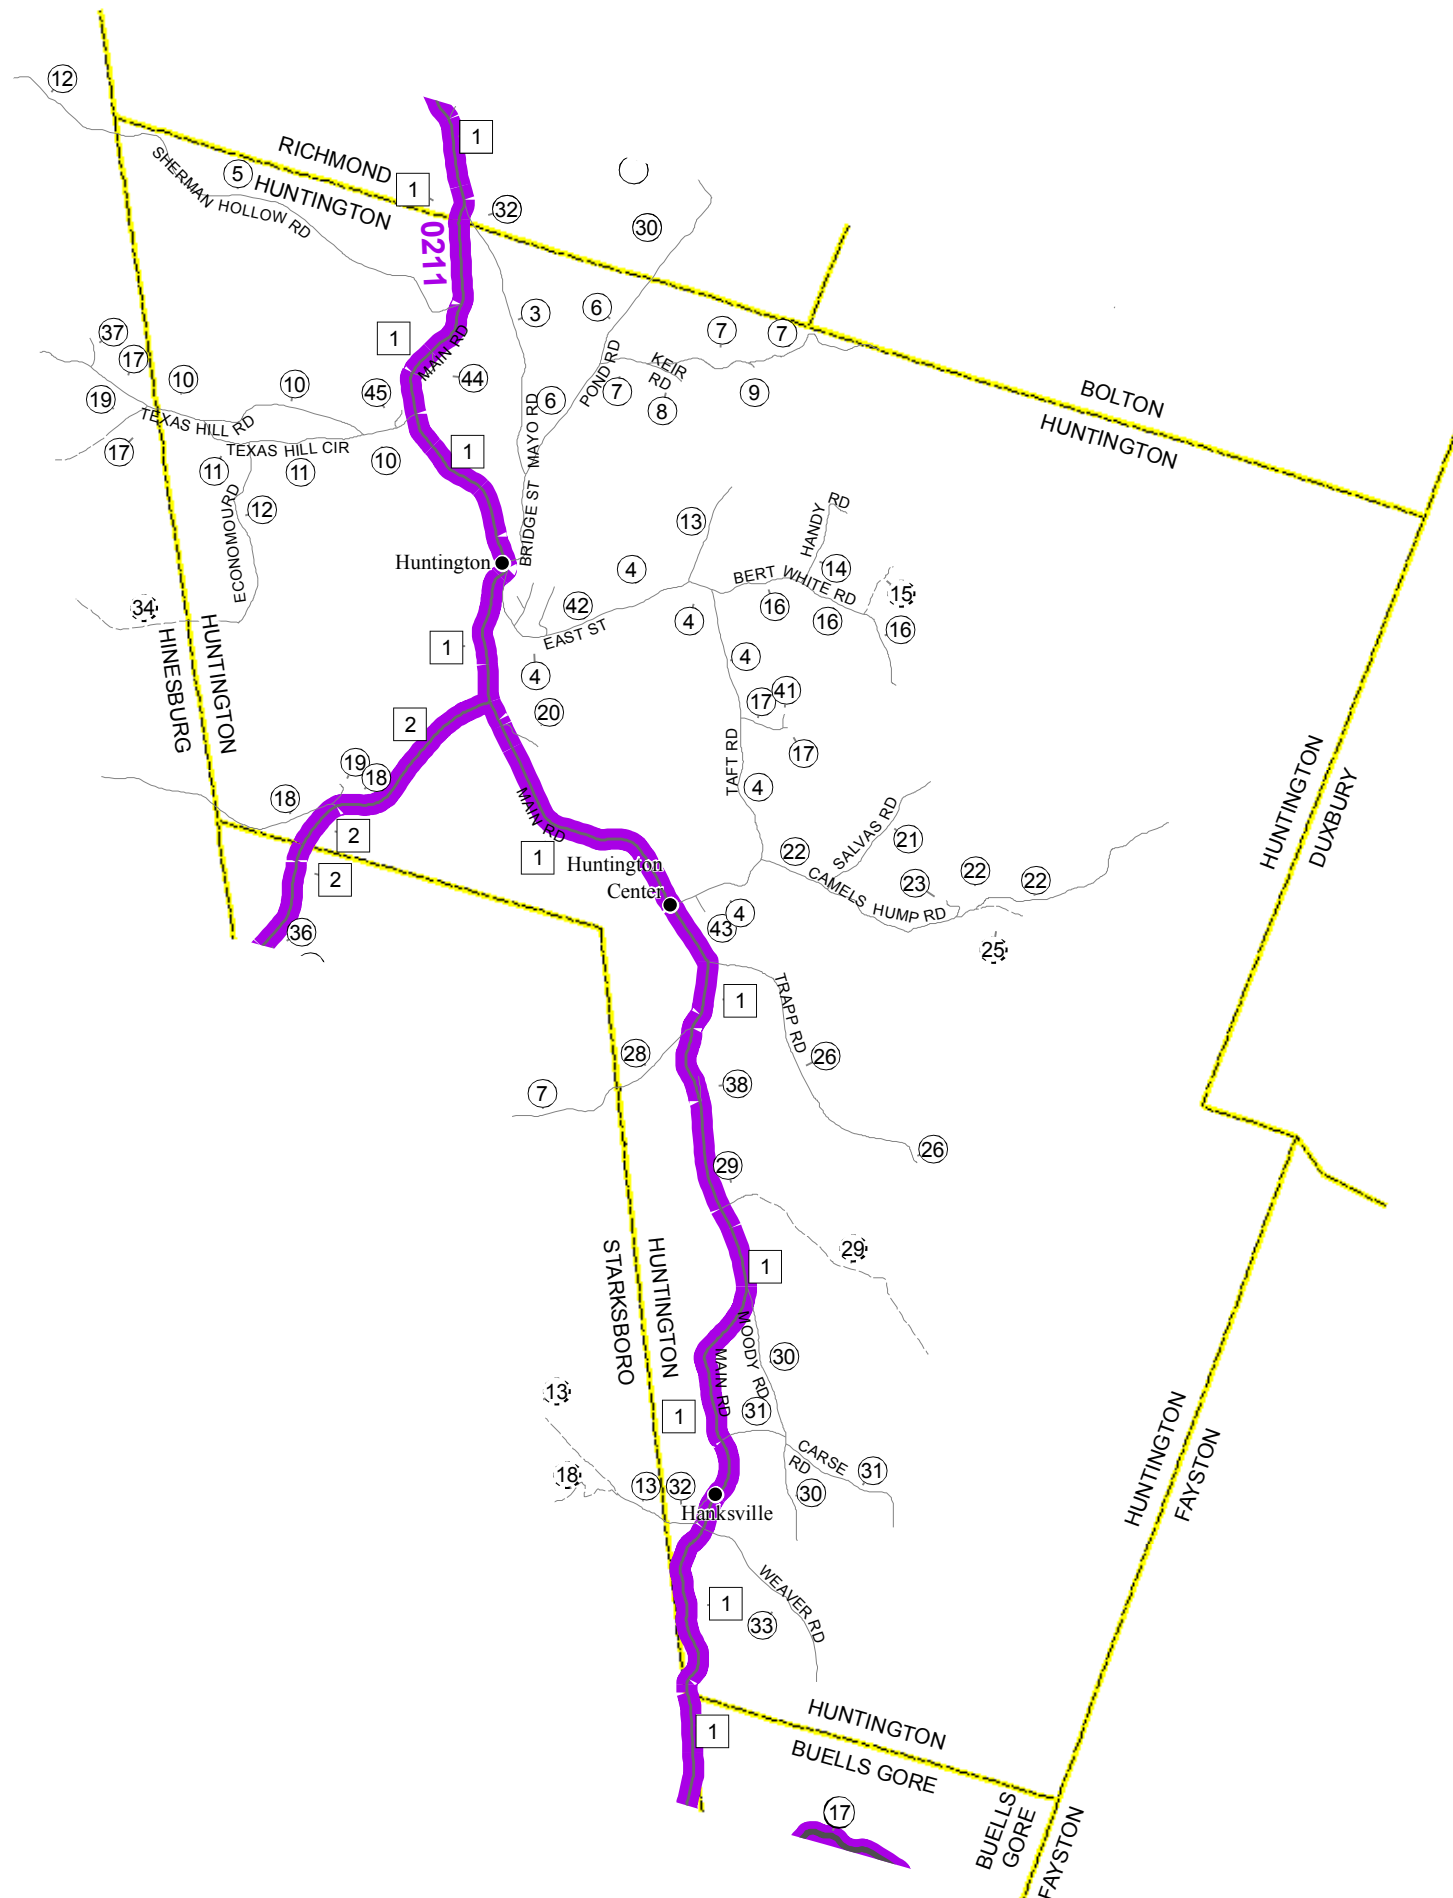 12
1
RICHMOND
HUNTINGTON
5
1
SHERMAN HOLLOW RD
32
30
0211
3
6
37
17
1
MAIN RD
7
7
KEIR RD
POND RD
10
10
19
45
44
6
7
8
9
BOLTON
HUNTINGTON
TEXAS HILL RD
TEXAS HILL CIR
17
11
11
10
1
MAYO RD
BRIDGE ST
ECONOMOU RD
12
13
HANDY RD
Huntington
4
BERT WHITE RD
14
15
34
42
16
16
16
4
EAST ST
HUNTINGTON
HINESBURG
1
4
4
17
41
20
2
17
TAFT RD
HUNTINGTON
DUXBURY
19
18
18
4
MAIN RD
SALVAS RD
21
2
1
Huntington
Center
22
CAMELS HUMP RD
23
22
22
2
36
43
4
25
TRAPP RD
1
28
26
7
38
26
29
HUNTINGTON
STARKSBORO
29
1
MOODY RD
30
MAIN RD
13
1
31
CARSE RD
31
HUNTINGTON
FAYSTON
18
13
32
30
Hanksville
WEAVER RD
1
33
HUNTINGTON
BUELLS GORE
1
17
BUELLS
GORE
FAYSTON